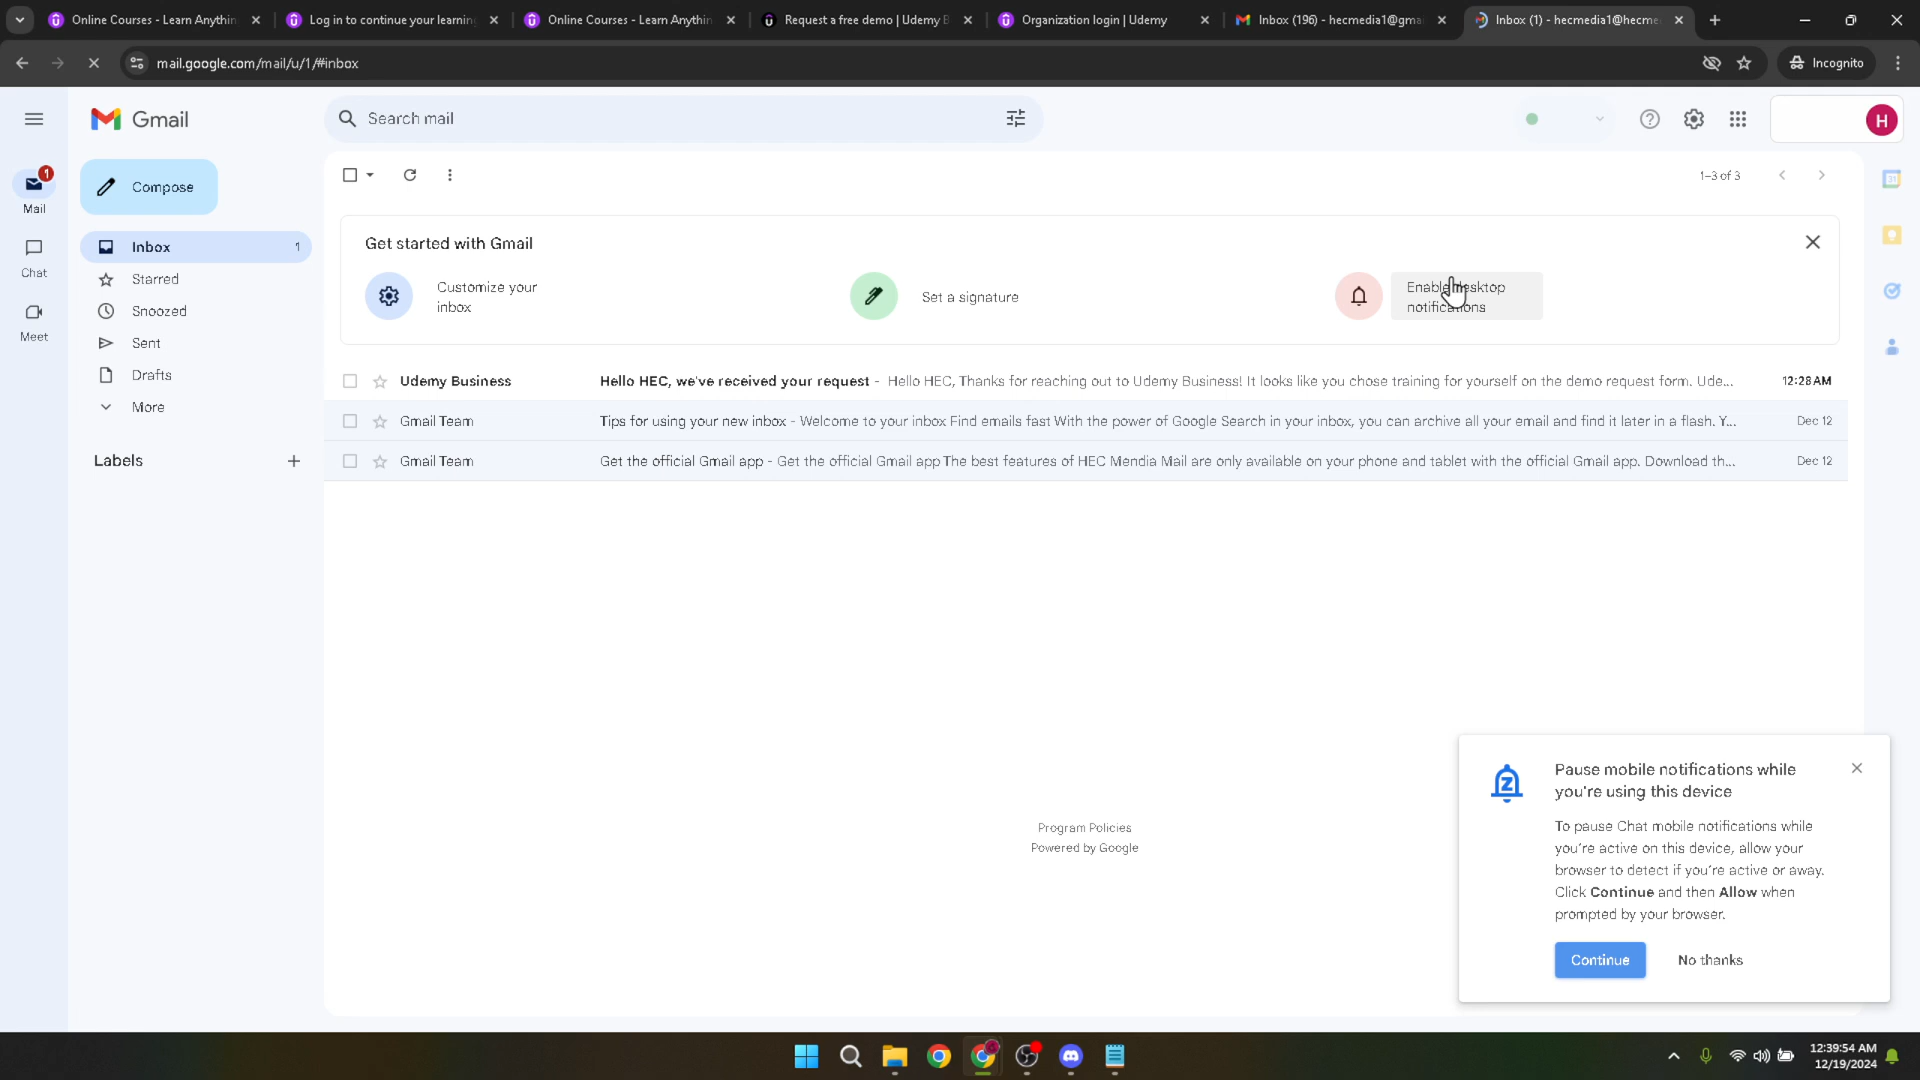 Online Courses - Learn Anythin
Log in to continue your learning
Online Courses - Learn Anythin
Request a free demo | Udemy B
Organization login | Udemy
Inbox (196) - hecmedia1@gma
Inbox (1) - hecmedia1@hecme
mail.google.com/mail/u/1/#inbox
Incognito
Gmail
Search mail
H
1
Mail
Chat
Meet
Compose
Inbox 1
Starred
Snoozed
Sent
Drafts
More
Labels
1–3 of 3
31
Get started with Gmail
Customize your
inbox
Set a signature
Enable desktop
notifications
Udemy Business Hello HEC, we've received your request - Hello HEC, Thanks for reaching out to Udemy Business! It looks like you chose training for yourself on the demo request form. Ude... 12:28 AM
Gmail Team Tips for using your new inbox - Welcome to your inbox Find emails fast With the power of Google Search in your inbox, you can archive all your email and find it later in a flash. Y... Dec 12
Gmail Team Get the official Gmail app - Get the official Gmail app The best features of HEC Mendia Mail are only available on your phone and tablet with the official Gmail app. Download th... Dec 12
Program Policies
Powered by Google
Pause mobile notifications while
you're using this device
To pause Chat mobile notifications while
you're active on this device, allow your
browser to detect if you're active or away.
Click Continue and then Allow when
prompted by your browser.
Continue
No thanks
12:39:54 AM
12/19/2024